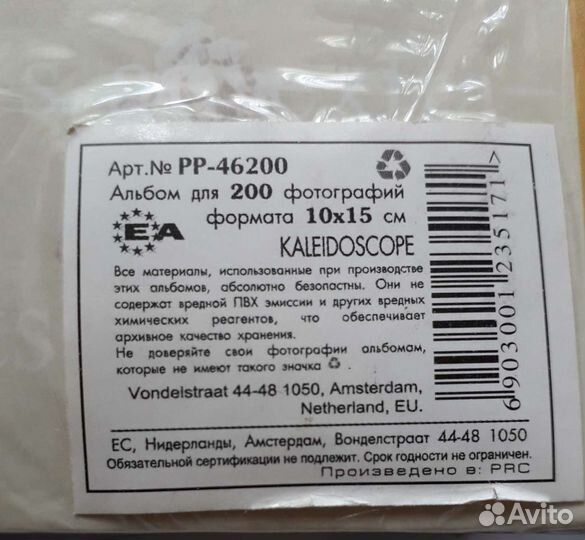 Арт.№ PP-46200
Альбом для 200 фотографий
формата 10x15 см
EA
KALEIDOSCOPE
Все материалы, использованные при производстве
этих альбомов, абсолютно безопастны. Они не
содержат вредной ПВХ эмиссии и других вредных
химических реагентов, что обеспечивает
архивное качество хранения.
Не доверяйте свои фотографии альбомам,
которые не имеют такого значка ♻ .
Vondelstraat 44-48 1050, Amsterdam,
Netherland, EU.
ЕС, Нидерланды, Амстердам, Вонделстраат 44-48 1050
Обязательной сертификации не подлежит. Срок годности не ограничен.
Произведено в: PRC
6903001235171>
Avito